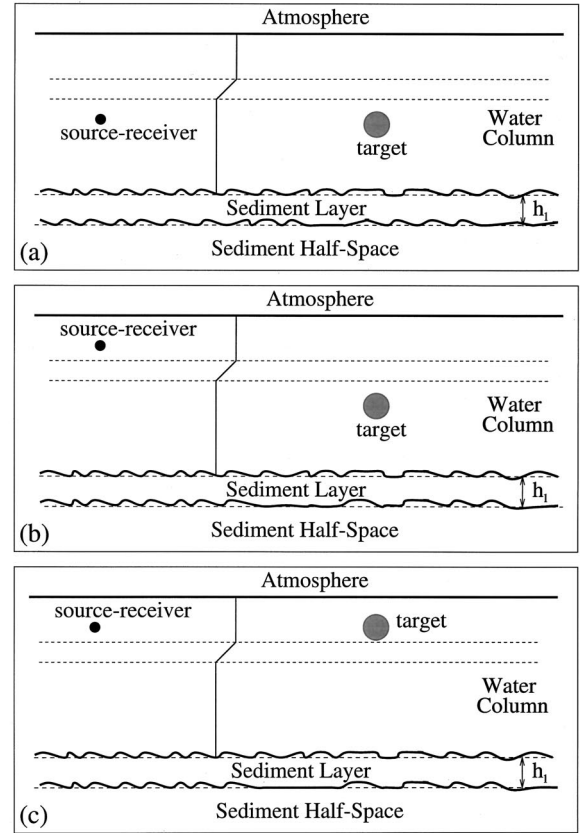 Atmosphere
source-receiver
target
Water
Column
Sediment Layer
h1
(a)
Sediment Half-Space
Atmosphere
source-receiver
target
Water
Column
Sediment Layer
h1
(b)
Sediment Half-Space
Atmosphere
source-receiver
target
Water
Column
Sediment Layer
h1
(c)
Sediment Half-Space